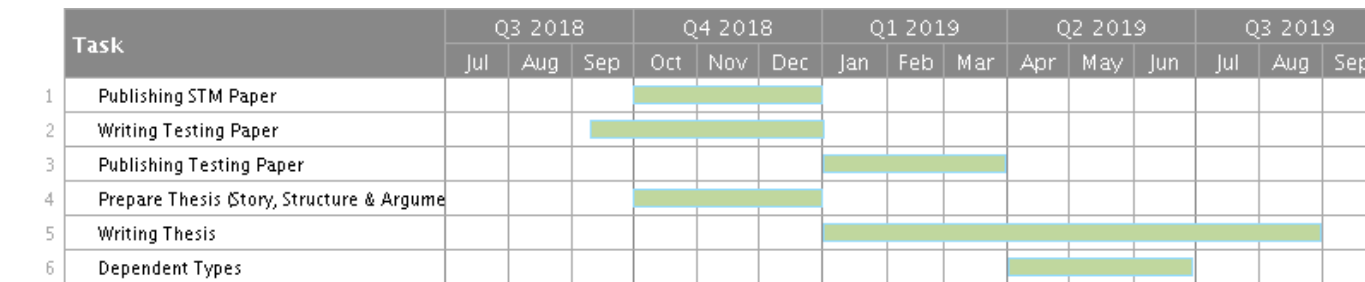 Task
Q3 2018 Q4 2018 Q1 2019 Q2 2019 Q3 2019
Jul Aug Sep Oct Nov Dec Jan Feb Mar Apr May Jun Jul Aug Sep
1 Publishing STM Paper
2 Writing Testing Paper
3 Publishing Testing Paper
4 Prepare Thesis (Story, Structure & Argume
5 Writing Thesis
6 Dependent Types